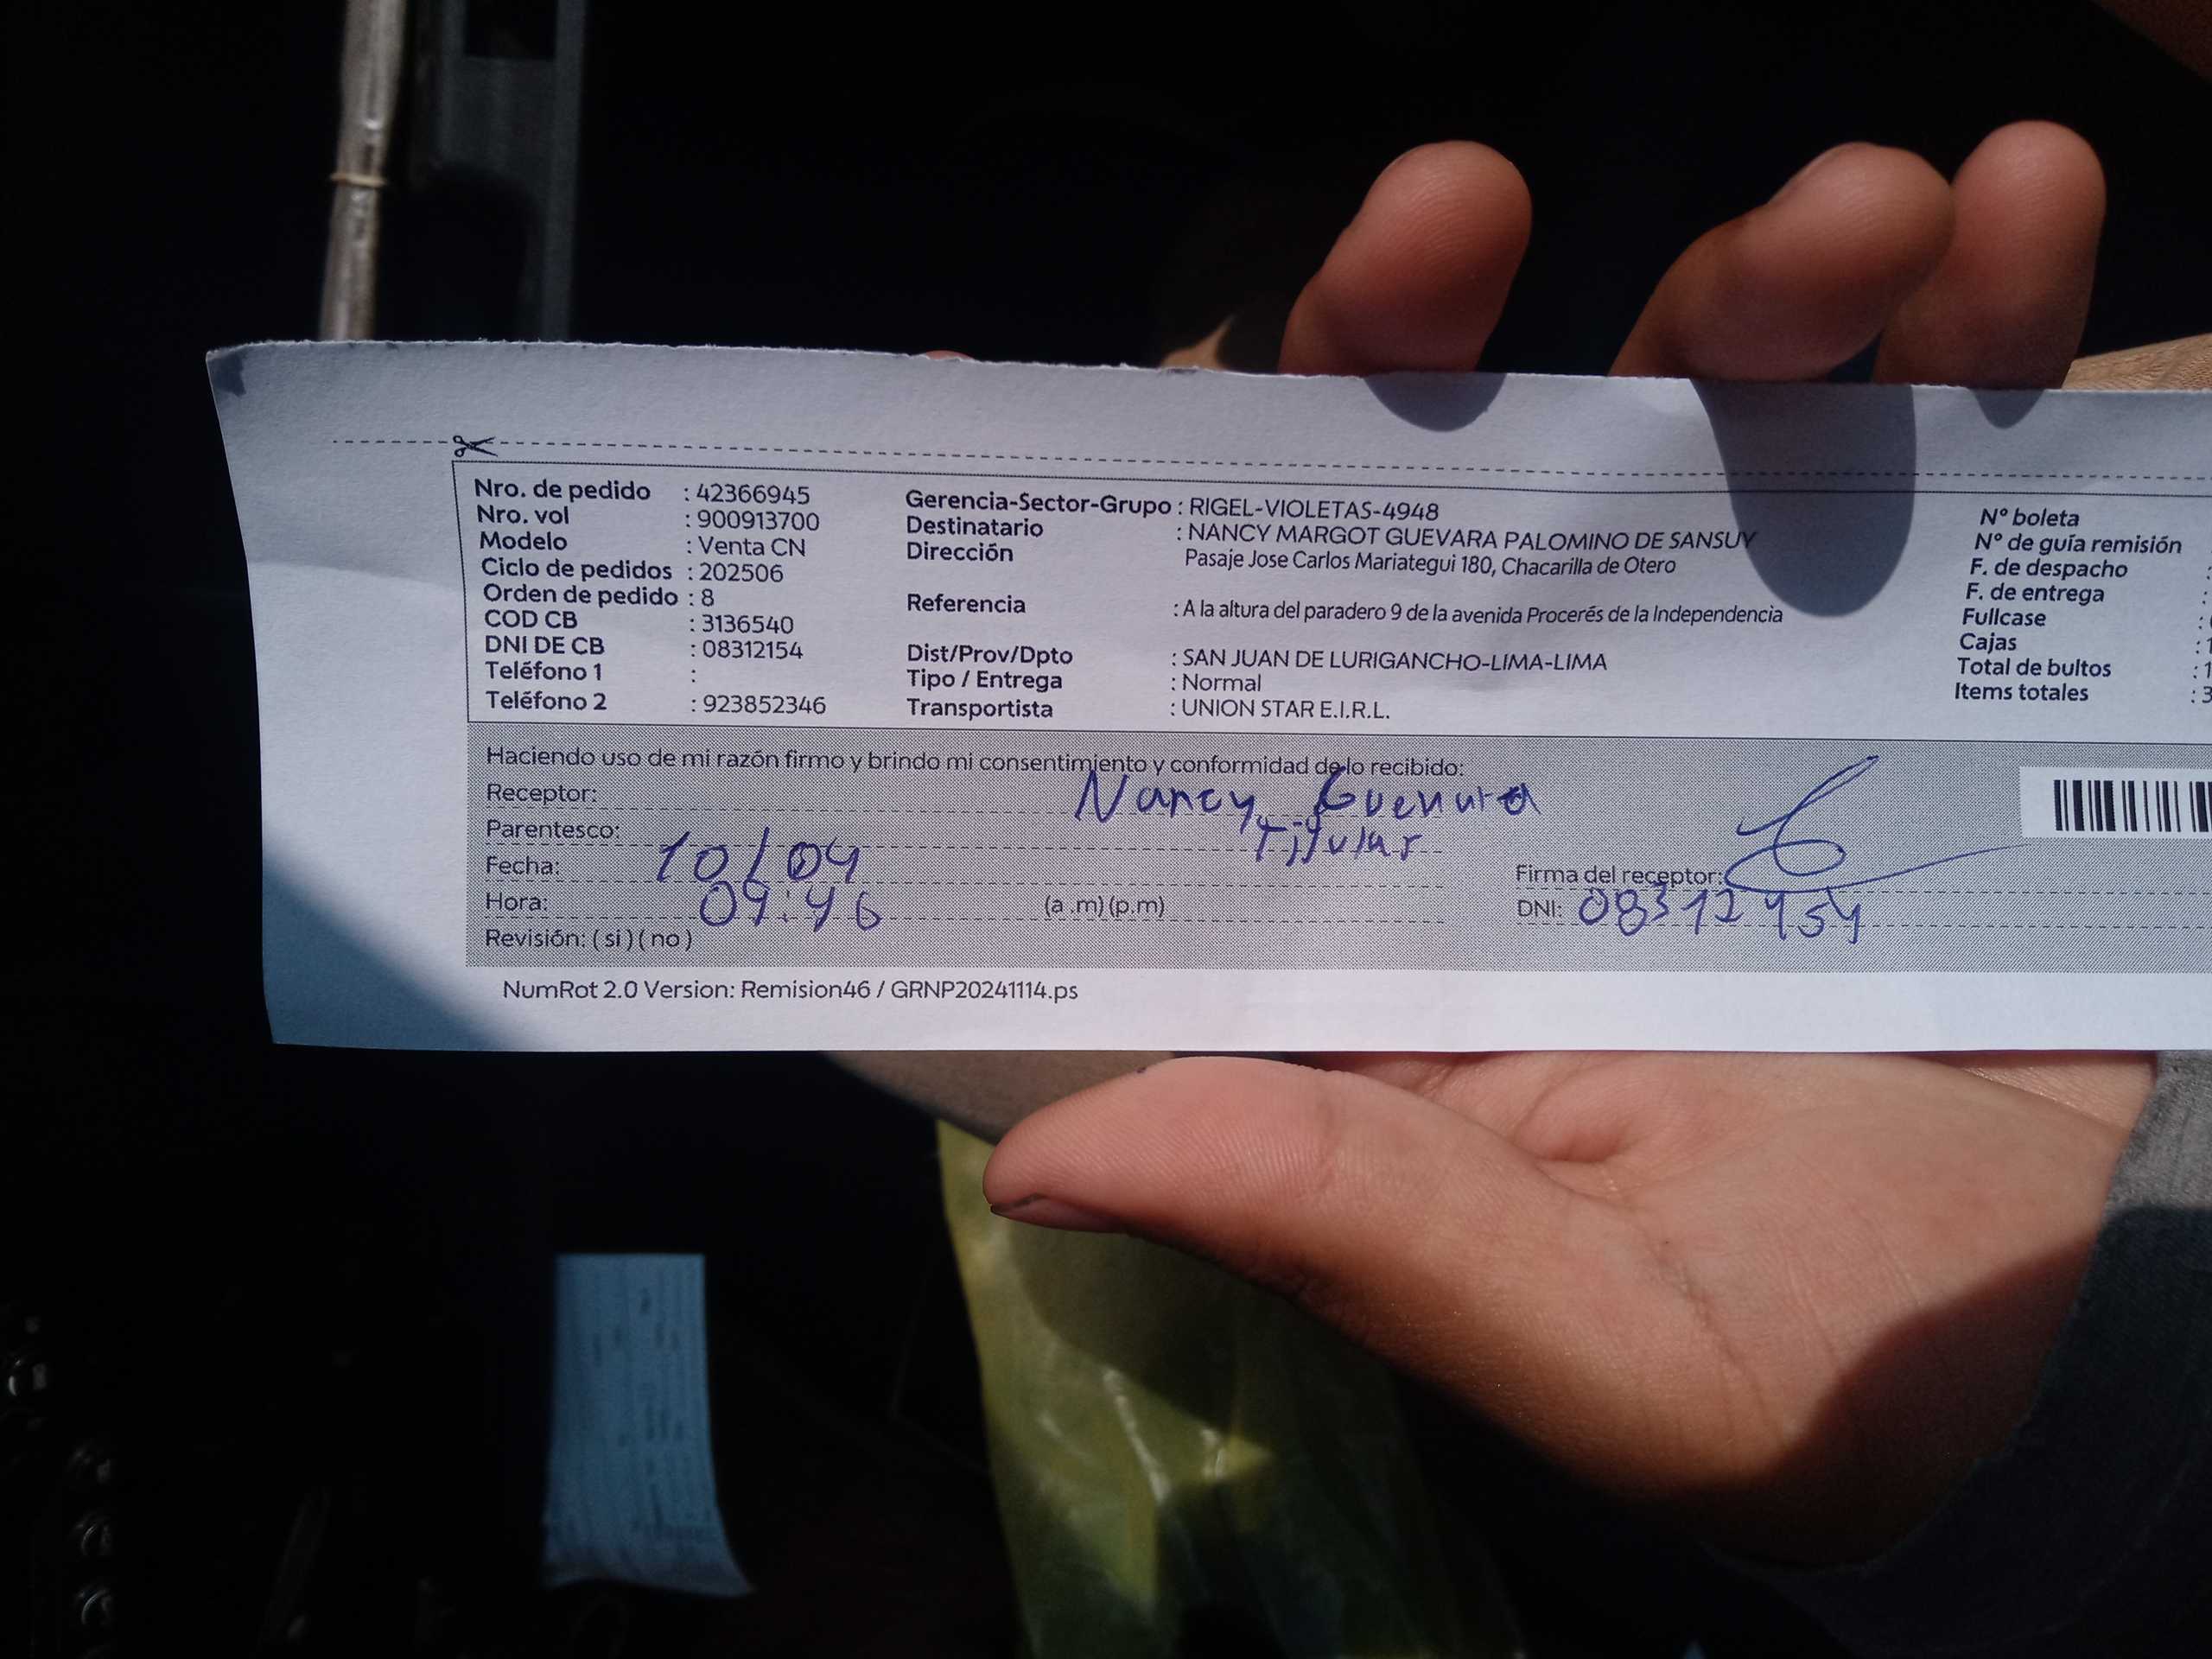 Nro. de pedido : 42366945
Nro. vol : 900913700
Modelo : Venta CN
Ciclo de pedidos : 202506
Orden de pedido : 8
COD CB : 3136540
DNI DE CB : 08312154
Teléfono 1 :
Teléfono 2 : 923852346
Gerencia-Sector-Grupo : RIGEL-VIOLETAS-4948
Destinatario : NANCY MARGOT GUEVARA PALOMINO DE SANSUY
Dirección Pasaje Jose Carlos Mariategui 180, Chacarilla de Otero
Referencia : A la altura del paradero 9 de la avenida Procerés de la Independencia
Dist/Prov/Dpto : SAN JUAN DE LURIGANCHO-LIMA-LIMA
Tipo / Entrega : Normal
Transportista : UNION STAR E.I.R.L.
N° boleta
N° de guía remisión
F. de despacho :
F. de entrega :
Fullcase :
Cajas : 1
Total de bultos : 1
Items totales : 3
Haciendo uso de mi razón firmo y brindo mi consentimiento y conformidad de lo recibido:
Receptor: Nancy Guevara
Parentesco: Titular
Fecha: 10/04
Hora: 09:46 (a .m) (p.m)
Revisión: ( si ) ( no )
Firma del receptor:
DNI: 08312154
NumRot 2.0 Version: Remision46 / GRNP20241114.ps